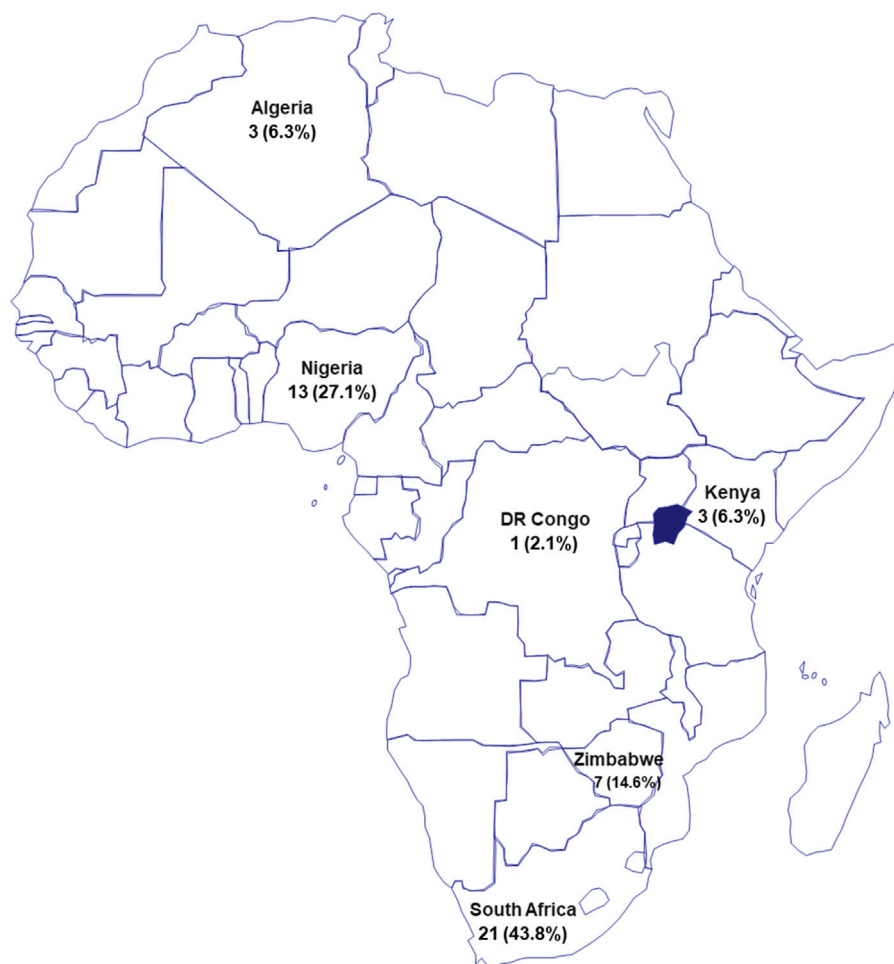 Algeria
3 (6.3%)
Nigeria
13 (27.1%)
Kenya
3 (6.3%)
DR Congo
1 (2.1%)
Zimbabwe
7 (14.6%)
South Africa
21 (43.8%)